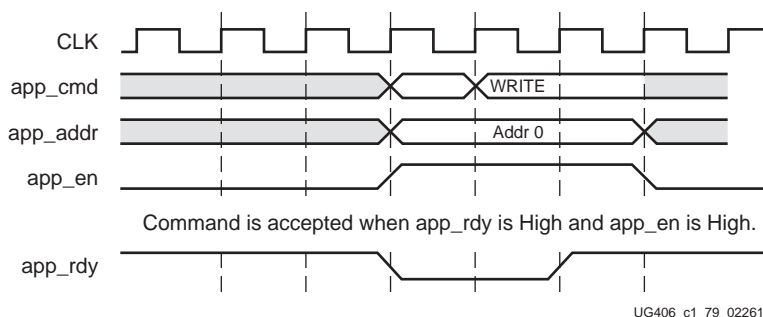 CLK
app_cmd
WRITE
app_addr
Addr 0
app_en
Command is accepted when app_rdy is High and app_en is High.
app_rdy
UG406_c1_79_02261